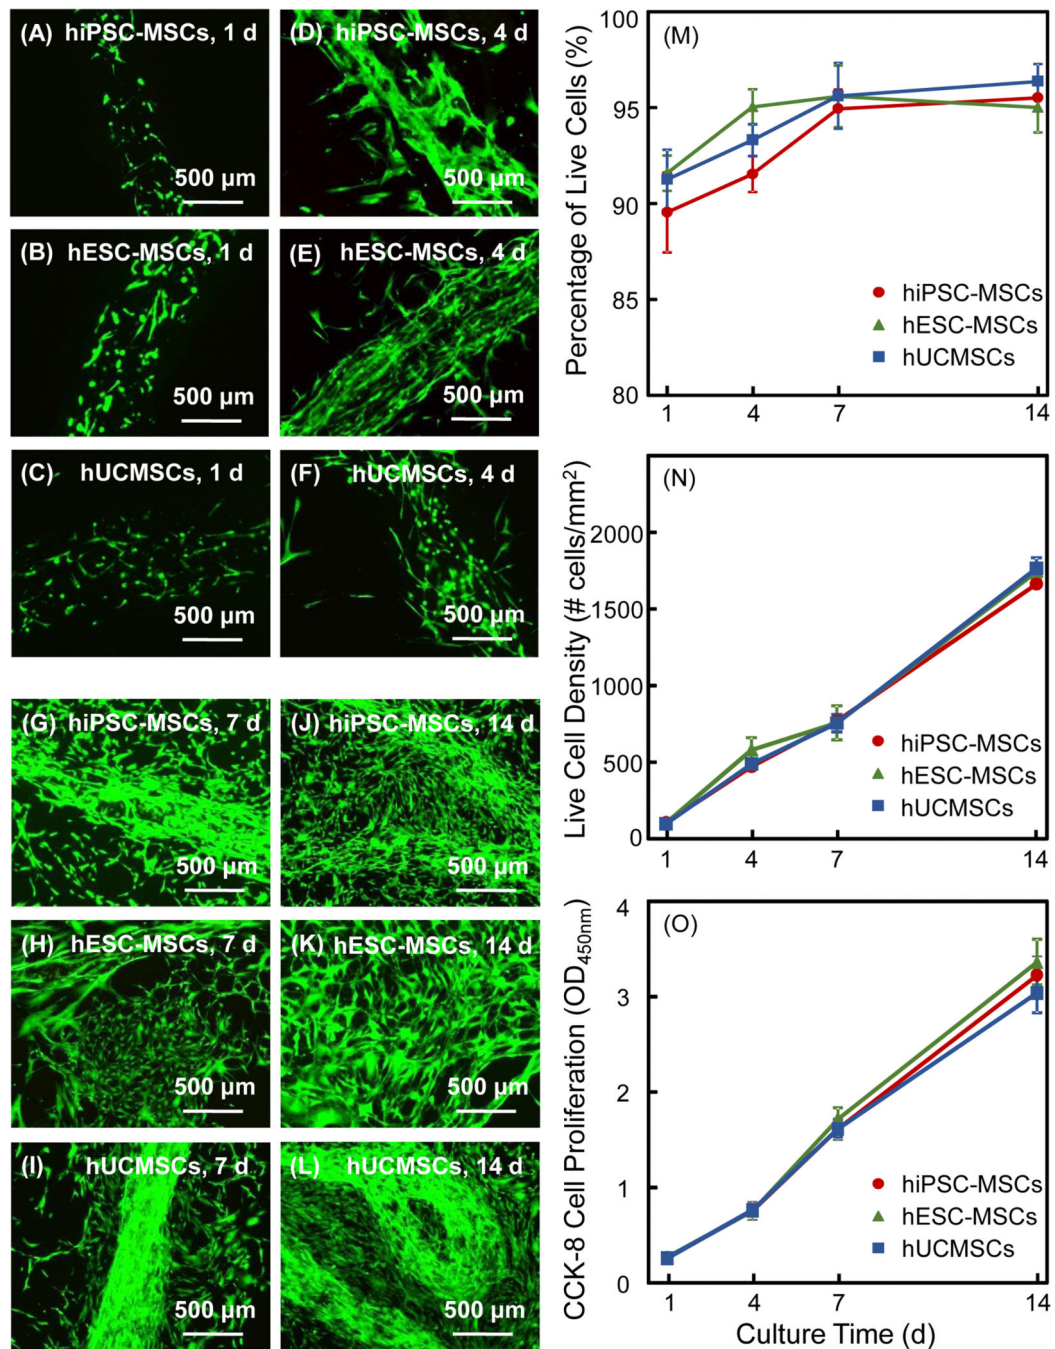 (A) hiPSC-MSCs, 1 d
500 µm
(D) hiPSC-MSCs, 4 d
500 µm
(B) hESC-MSCs, 1 d
500 µm
(E) hESC-MSCs, 4 d
500 µm
(C) hUCMSCs, 1 d
500 µm
(F) hUCMSCs, 4 d
500 µm
(G) hiPSC-MSCs, 7 d
500 µm
(J) hiPSC-MSCs, 14 d
500 µm
(H) hESC-MSCs, 7 d
500 µm
(K) hESC-MSCs, 14 d
500 µm
(I) hUCMSCs, 7 d
500 µm
(L) hUCMSCs, 14 d
500 µm
(M)
Percentage of Live Cells (%)
100
95
90
85
80
hiPSC-MSCs
hESC-MSCs
hUCMSCs
1 4 7 14
(N)
Live Cell Density (# cells/mm²)
2000
1500
1000
500
0
hiPSC-MSCs
hESC-MSCs
hUCMSCs
1 4 7 14
(O)
CCK-8 Cell Proliferation (OD450nm)
4
3
2
1
0
hiPSC-MSCs
hESC-MSCs
hUCMSCs
1 4 7 14
Culture Time (d)